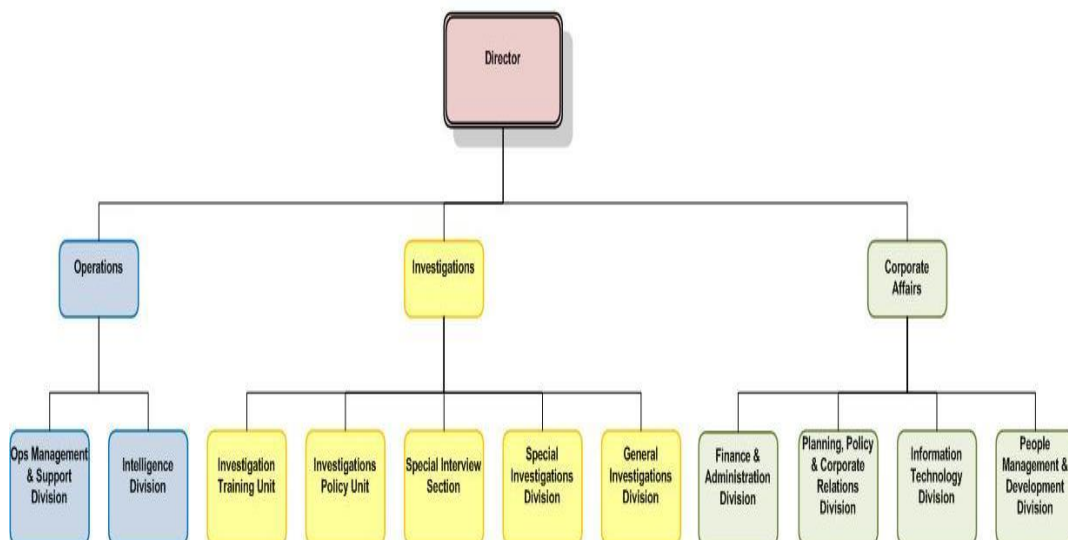 Director
Operations
Investigations
Corporate
Affairs
Ops Management
& Support
Division
Intelligence
Division
Investigation
Training Unit
Investigations
Policy Unit
Special Interview
Section
Special
Investigations
Division
General
Investigations
Division
Finance &
Administration
Division
Planning, Policy
& Corporate
Relations
Division
Information
Technology
Division
People
Management &
Development
Division